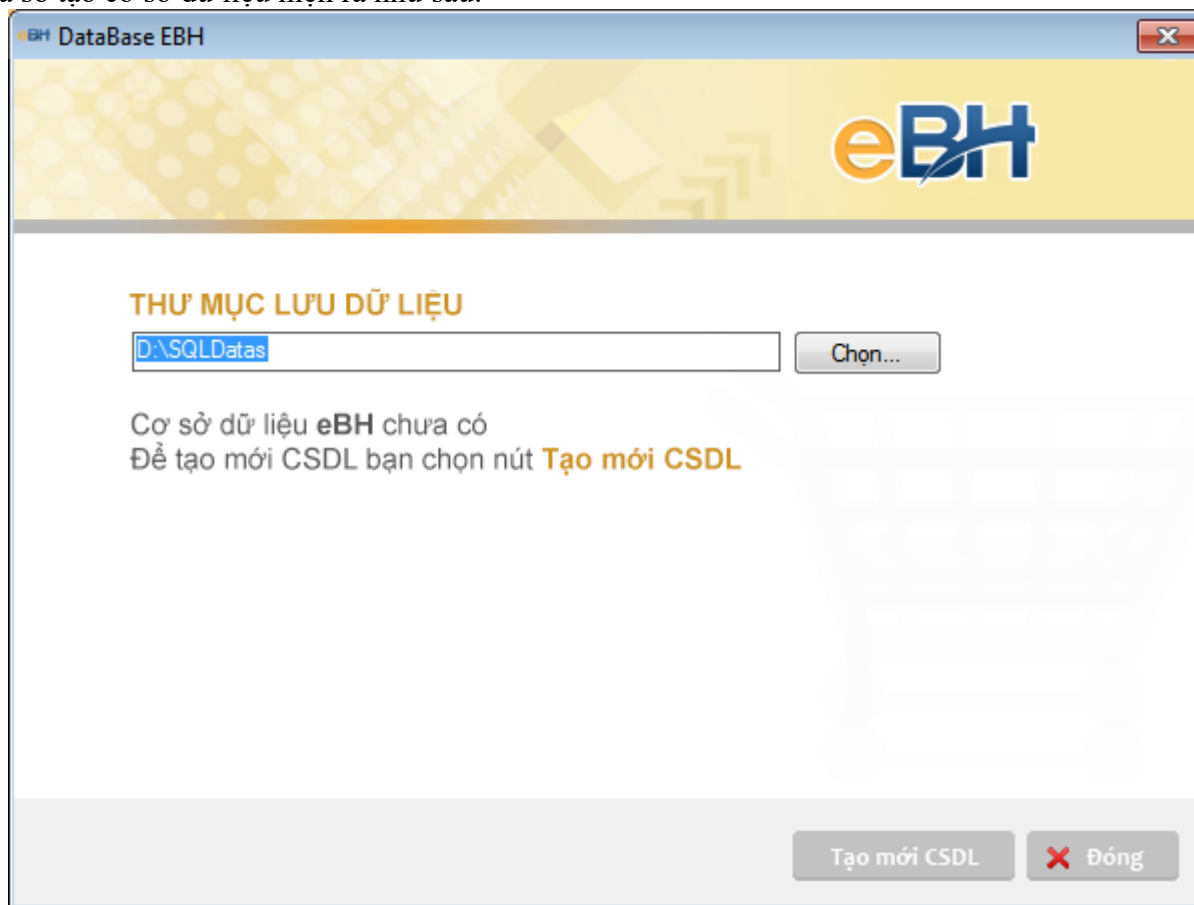 DataBase EBH
eBH
THƯ MỤC LƯU DỮ LIỆU
D:\SQLDatas
Chọn...
Cơ sở dữ liệu eBH chưa có
Để tạo mới CSDL bạn chọn nút Tạo mới CSDL
Tạo mới CSDL
Đóng